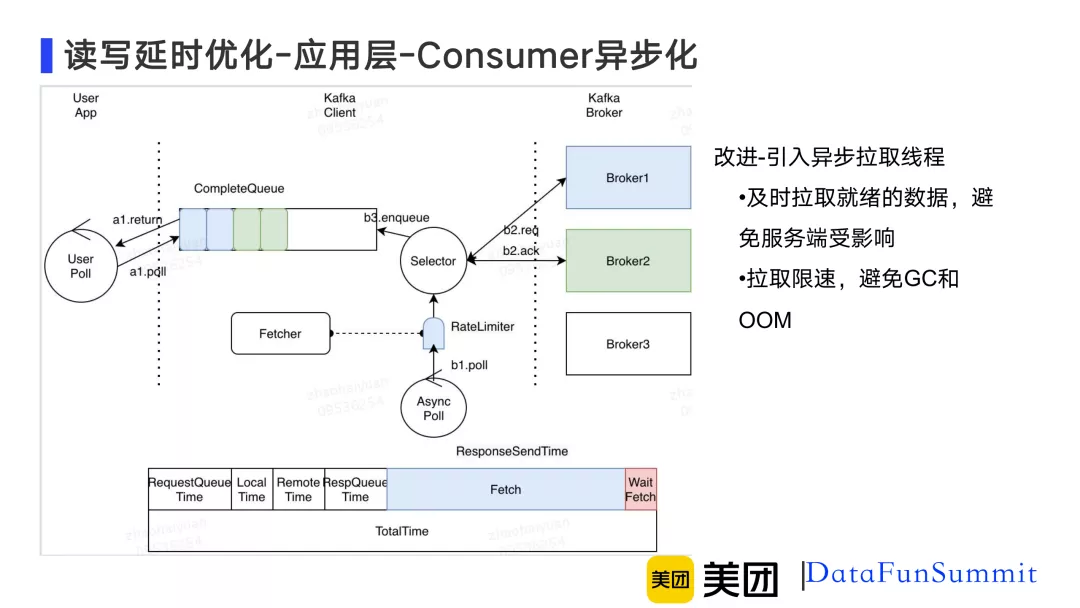 读写延时优化-应用层-Consumer异步化
User
App
Kafka
Client
Kafka
Broker
CompleteQueue
a1.return
a1.poll
User
Poll
b3.enqueue
Selector
b2.req
b2.ack
Broker1
Broker2
Broker3
Fetcher
RateLimiter
b1.poll
Async
Poll
ResponseSendTime
RequestQueue
Time
Local
Time
Remote
Time
RespQueue
Time
Fetch
Wait
Fetch
TotalTime
改进-引入异步拉取线程
•及时拉取就绪的数据，避
免服务端受影响
•拉取限速，避免GC和
OOM
美团 美团
DataFunSummit